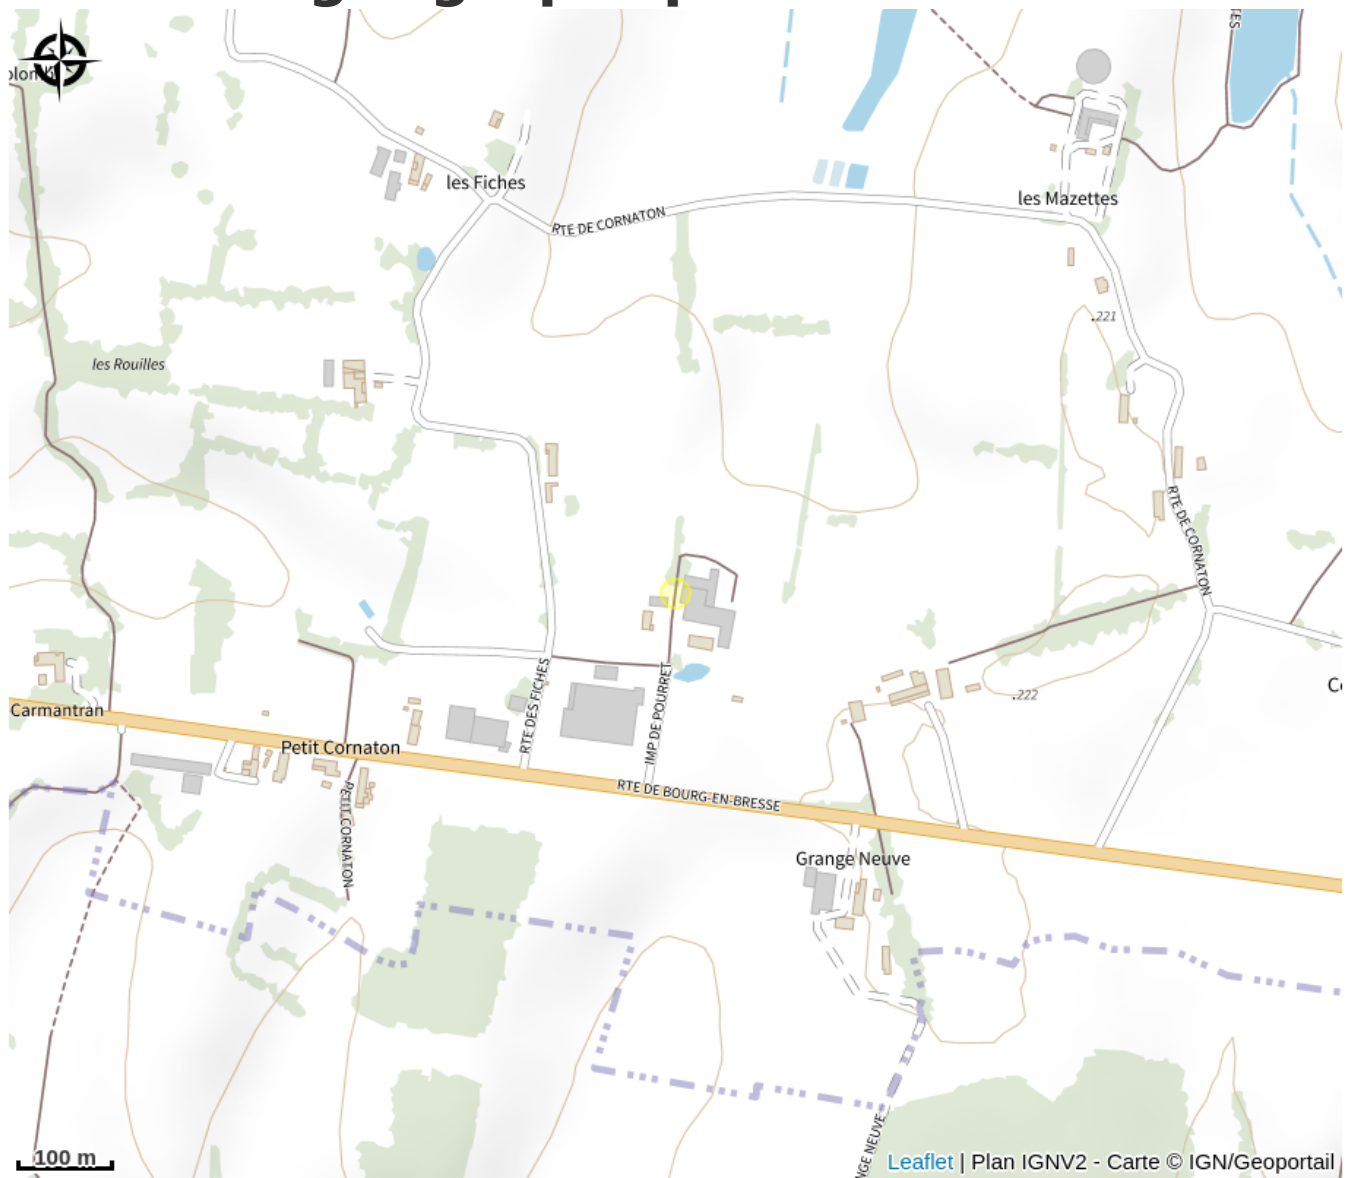 les Fiches
RTE DE CORNATON
les Mazettes
.221
les Rouilles
RTE DE CORNATON
.222
Carmantran
RTE DES FICHES
IMP DE POURRET
Petit Cornaton
RTE DE BOURG-EN-BRESSE
PETIT CORNATON
Grange Neuve
100 m
NGE NEUVE
Leaflet | Plan IGNV2 - Carte © IGN/Geoportail